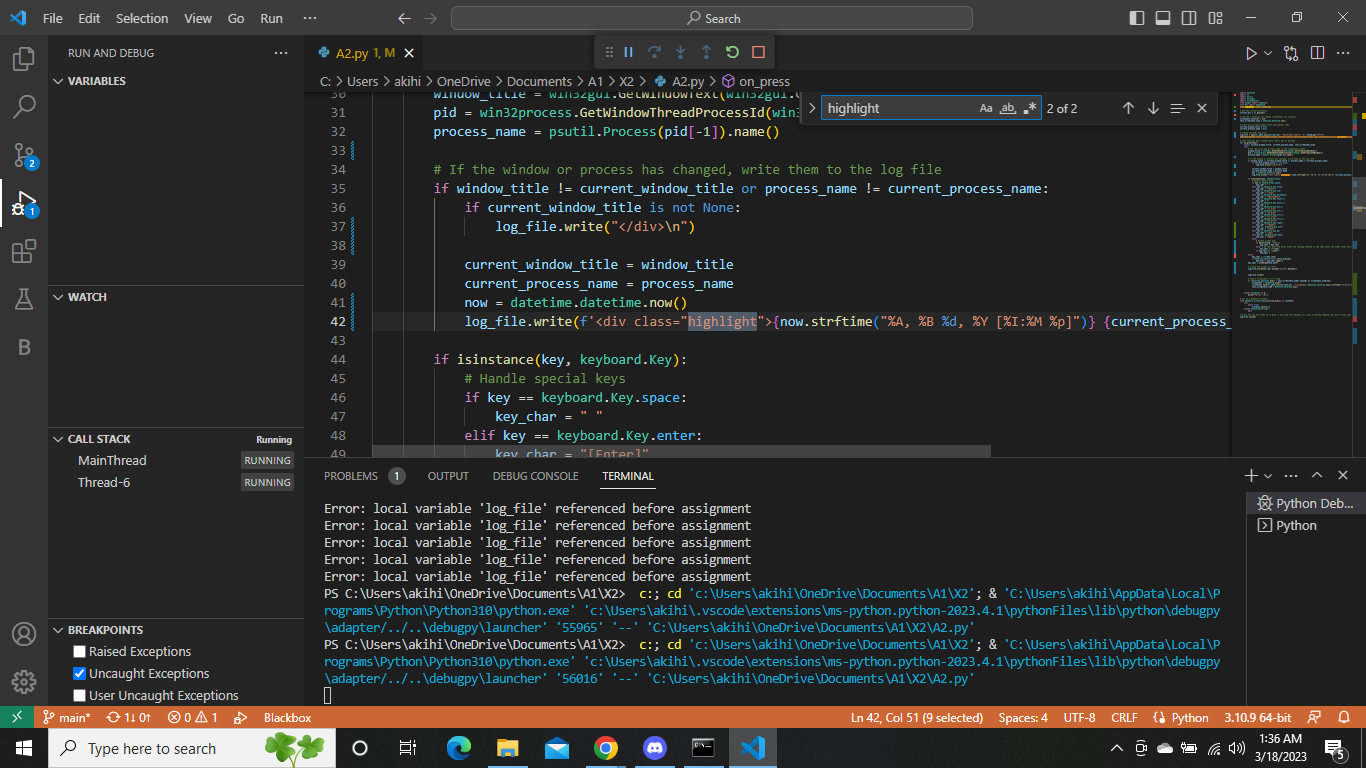 File Edit Selection View Go Run ··· Search
RUN AND DEBUG ···
VARIABLES
WATCH
CALL STACK Running
MainThread RUNNING
Thread-6 RUNNING
BREAKPOINTS
Raised Exceptions
Uncaught Exceptions
User Uncaught Exceptions
2
1
B
A2.py 1, M
C: > Users > akihi > OneDrive > Documents > A1 > X2 > A2.py > on_press
highlight Aa ab 2 of 2
30 window_title = win32gui.GetWindowText(win32gui.
31 pid = win32process.GetWindowThreadProcessId(win3
32 process_name = psutil.Process(pid[-1]).name()
33
34 # If the window or process has changed, write them to the log file
35 if window_title != current_window_title or process_name != current_process_name:
36 if current_window_title is not None:
37 log_file.write("</div>\n")
38
39 current_window_title = window_title
40 current_process_name = process_name
41 now = datetime.datetime.now()
42 log_file.write(f'<div class="highlight">{now.strftime("%A, %B %d, %Y [%I:%M %p]")} {current_process_
43
44 if isinstance(key, keyboard.Key):
45 # Handle special keys
46 if key == keyboard.Key.space:
47 key_char = " "
48 elif key == keyboard.Key.enter:
49 key_char = "[Enter]"
PROBLEMS 1 OUTPUT DEBUG CONSOLE TERMINAL
Error: local variable 'log_file' referenced before assignment
Error: local variable 'log_file' referenced before assignment
Error: local variable 'log_file' referenced before assignment
Error: local variable 'log_file' referenced before assignment
Error: local variable 'log_file' referenced before assignment
PS C:\Users\akihi\OneDrive\Documents\A1\X2> c:; cd 'c:\Users\akihi\OneDrive\Documents\A1\X2'; & 'C:\Users\akihi\AppData\Local\P
rograms\Python\Python310\python.exe' 'c:\Users\akihi\.vscode\extensions\ms-python.python-2023.4.1\pythonFiles\lib\python\debugpy
\adapter/../..\debugpy\launcher' '55965' '--' 'C:\Users\akihi\OneDrive\Documents\A1\X2\A2.py'
PS C:\Users\akihi\OneDrive\Documents\A1\X2> c:; cd 'c:\Users\akihi\OneDrive\Documents\A1\X2'; & 'C:\Users\akihi\AppData\Local\P
rograms\Python\Python310\python.exe' 'c:\Users\akihi\.vscode\extensions\ms-python.python-2023.4.1\pythonFiles\lib\python\debugpy
\adapter/../..\debugpy\launcher' '56016' '--' 'C:\Users\akihi\OneDrive\Documents\A1\X2\A2.py'
Python Deb...
Python
main* 1↓ 0↑ 0 1 Blackbox Ln 42, Col 51 (9 selected) Spaces: 4 UTF-8 CRLF Python 3.10.9 64-bit
Type here to search
1:36 AM
3/18/2023
5